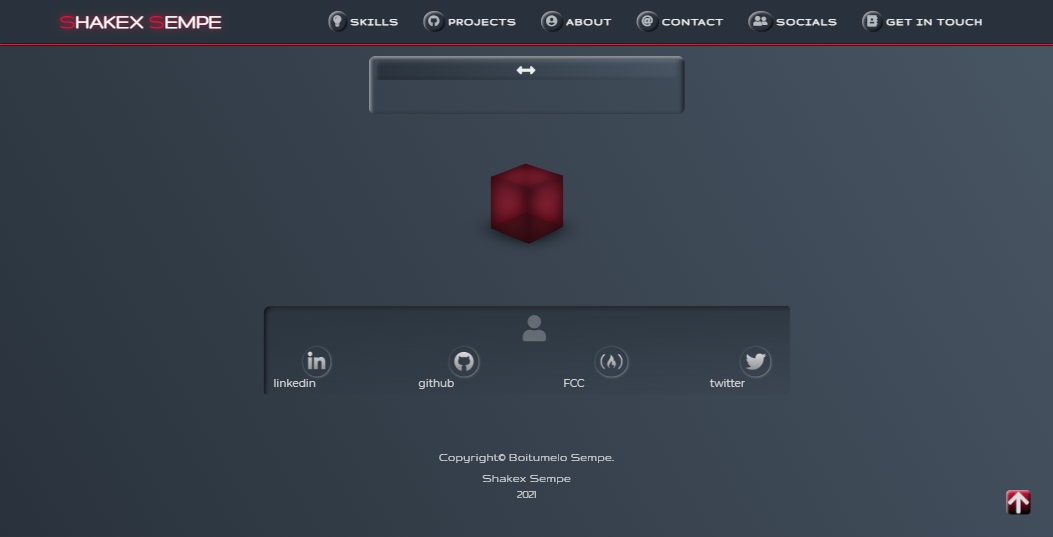 SHAKEX SEMPE
SKILLS PROJECTS ABOUT CONTACT SOCIALS GET IN TOUCH
linkedin github FCC twitter
Copyright© Boitumelo Sempe.
Shakex Sempe
2021